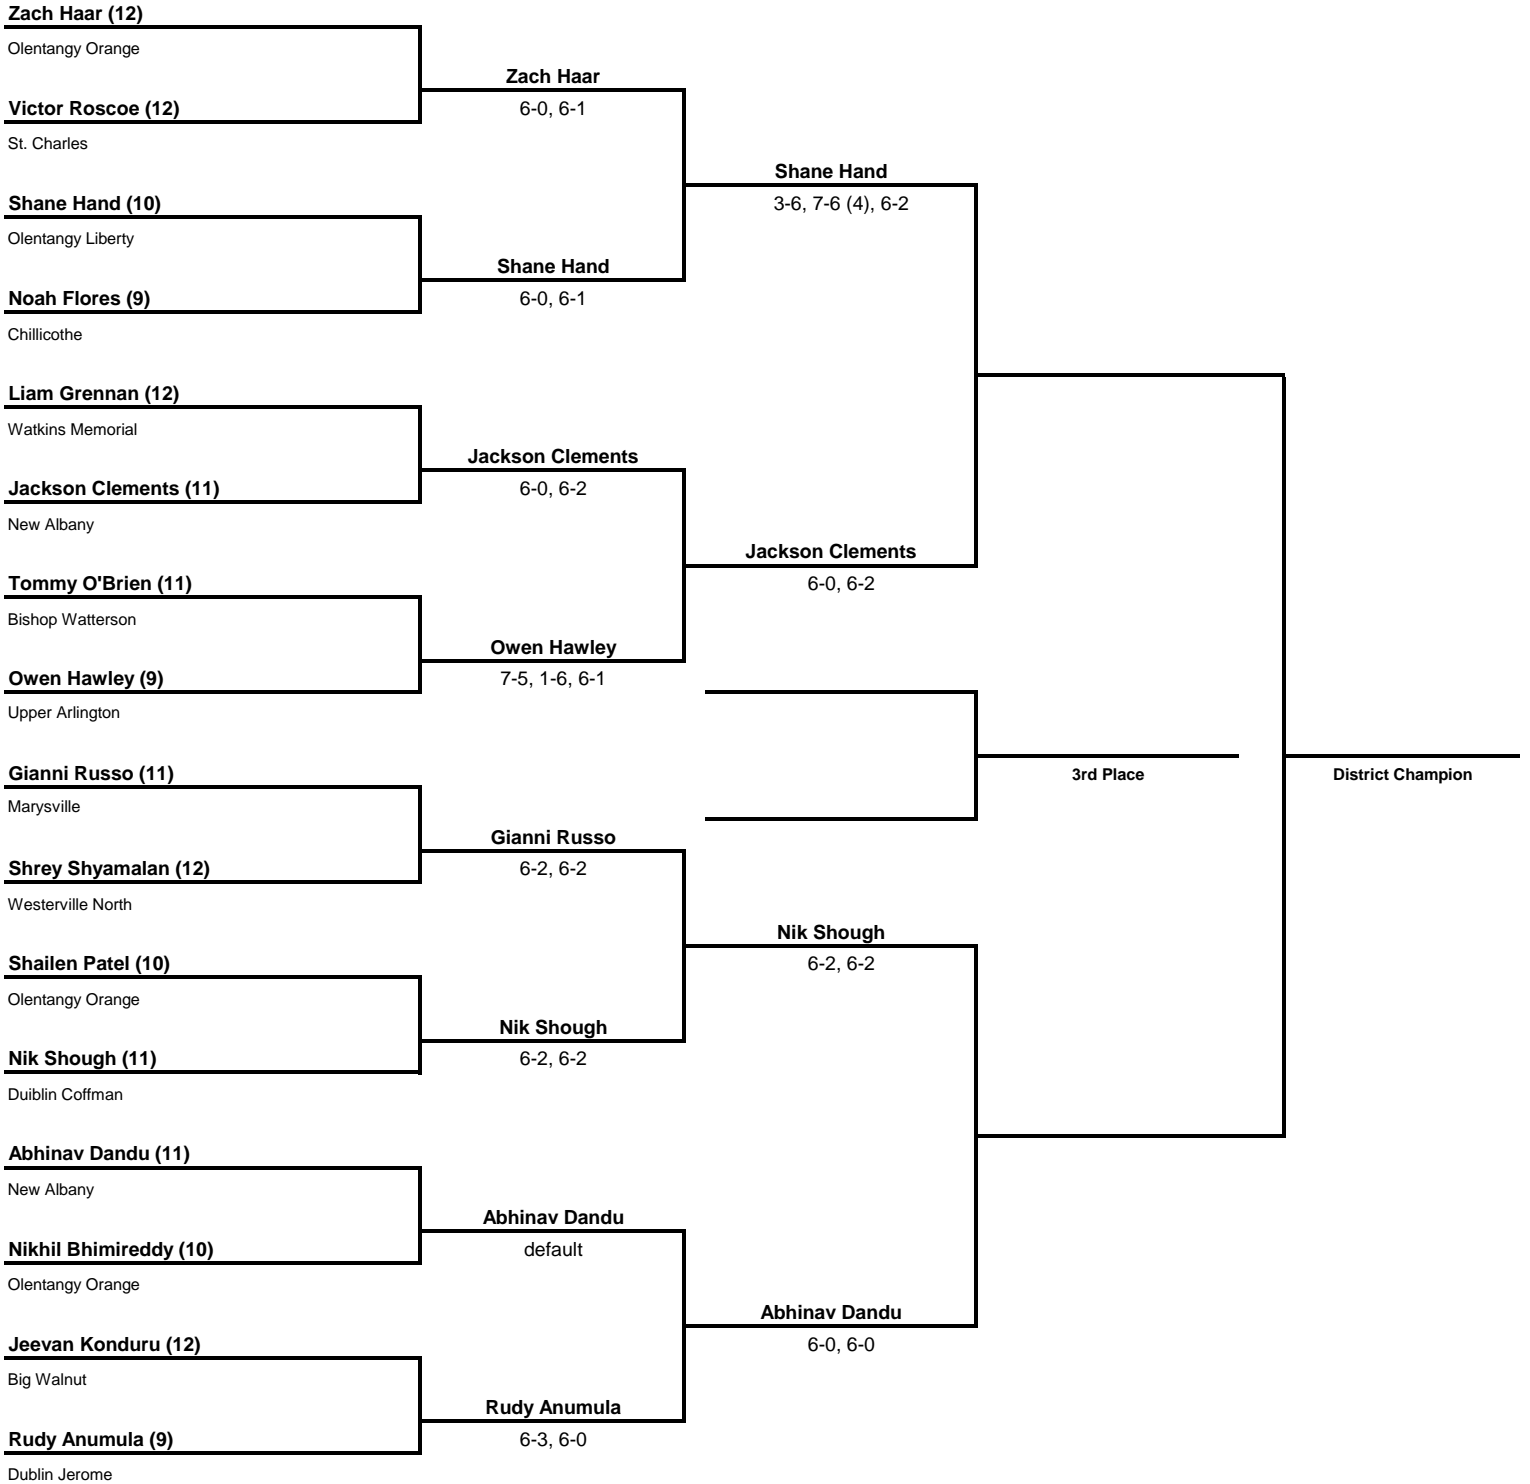 Zach Haar (12)
Olentangy Orange
Zach Haar
Victor Roscoe (12)
6-0, 6-1
St. Charles
Shane Hand
Shane Hand (10)
3-6, 7-6 (4), 6-2
Olentangy Liberty
Shane Hand
Noah Flores (9)
6-0, 6-1
Chillicothe
Liam Grennan (12)
Watkins Memorial
Jackson Clements
Jackson Clements (11)
6-0, 6-2
New Albany
Jackson Clements
Tommy O'Brien (11)
6-0, 6-2
Bishop Watterson
Owen Hawley
Owen Hawley (9)
7-5, 1-6, 6-1
Upper Arlington
Gianni Russo (11)
3rd Place
District Champion
Marysville
Gianni Russo
Shrey Shyamalan (12)
6-2, 6-2
Westerville North
Nik Shough
Shailen Patel (10)
6-2, 6-2
Olentangy Orange
Nik Shough
Nik Shough (11)
6-2, 6-2
Duiblin Coffman
Abhinav Dandu (11)
New Albany
Abhinav Dandu
Nikhil Bhimireddy (10)
default
Olentangy Orange
Abhinav Dandu
Jeevan Konduru (12)
6-0, 6-0
Big Walnut
Rudy Anumula
Rudy Anumula (9)
6-3, 6-0
Dublin Jerome